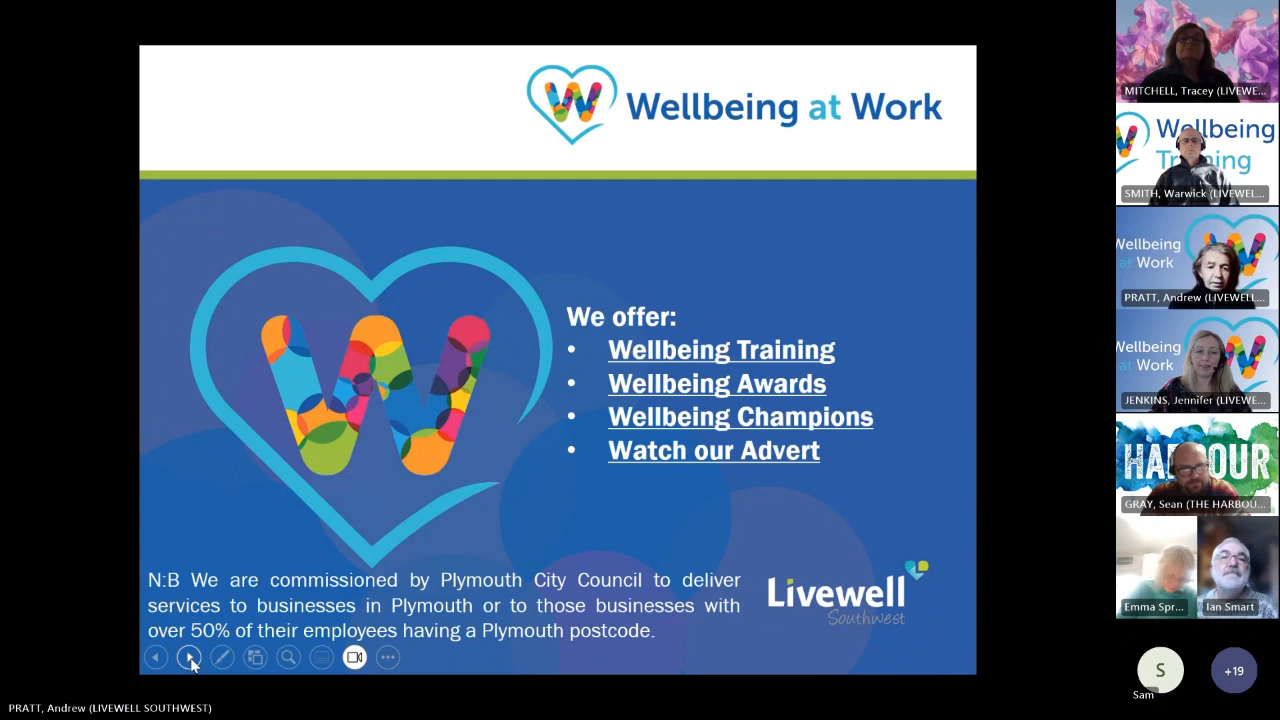 W Wellbeing at Work
We offer:
• Wellbeing Training
• Wellbeing Awards
• Wellbeing Champions
• Watch our Advert
W
N:B We are commissioned by Plymouth City Council to deliver
services to businesses in Plymouth or to those businesses with
over 50% of their employees having a Plymouth postcode.
Livewell
Southwest
PRATT, Andrew (LIVEWELL SOUTHWEST)
MITCHELL, Tracey (LIVEWE...
Wellbeing
Training
SMITH, Warwick (LIVEWEL...
Wellbeing
at Work
PRATT, Andrew (LIVEWELL...
Wellbeing
at Work
JENKINS, Jennifer (LIVEWE...
HARBOUR
GRAY, Sean (THE HARBOU...
Emma Spr...
Ian Smart
S
Sam
+19